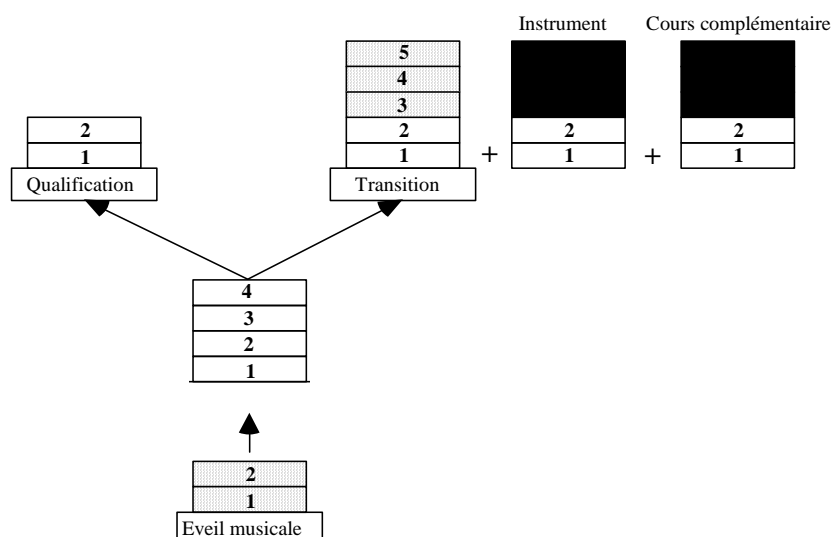 Instrument Cours complémentaire
5
4
3
2 2 2 2
1 1 + 1 + 1
Qualification Transition
4
3
2
1
2
1
Eveil musicale